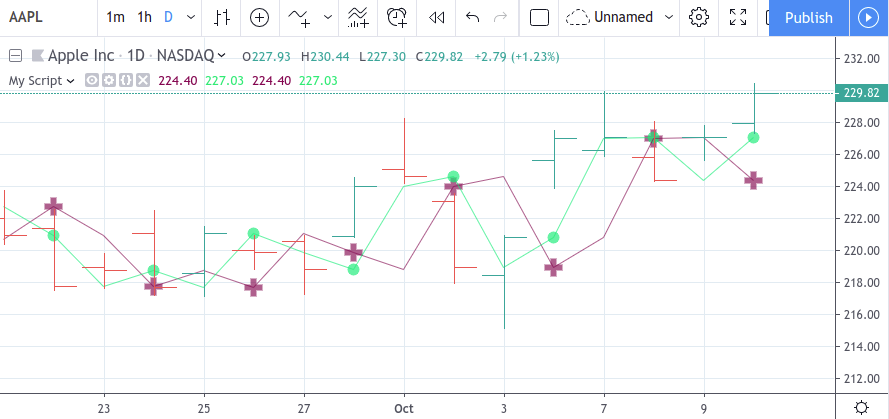 AAPL 1m 1h D Unnamed Publish
Apple Inc · 1D · NASDAQ O227.93 H230.44 L227.30 C229.82 +2.79 (+1.23%)
My Script 224.40 227.03 224.40 227.03
232.00
229.82
228.00
226.00
224.00
222.00
220.00
218.00
216.00
214.00
212.00
23 25 27 Oct 3 7 9